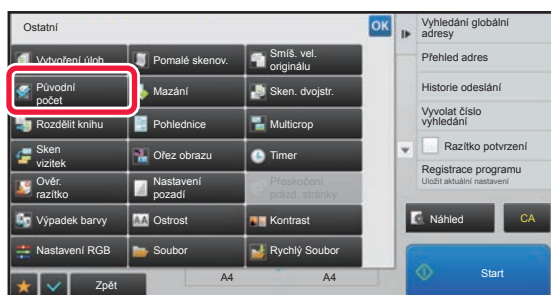 Ostatní
OK
Vytvoření úloh
Pomalé skenov.
Smíš. vel.
originálu
Původní
počet
Mazání
Sken. dvojstr.
Rozdělit knihu
Pohlednice
Multicrop
Sken
vizitek
Ořez obrazu
Timer
Ověr.
razítko
Nastavení
pozadí
Přeskočení
prázd. stránky
Výpadek barvy
Ostrost
Kontrast
Nastavení RGB
Soubor
Rychlý Soubor
Zpět
A4
A4
Vyhledání globální
adresy
Přehled adres
Historie odeslání
Vyvolat číslo
vyhledání
Razítko potvrzení
Registrace programu
Uložit aktuální nastavení
Náhled
CA
Start